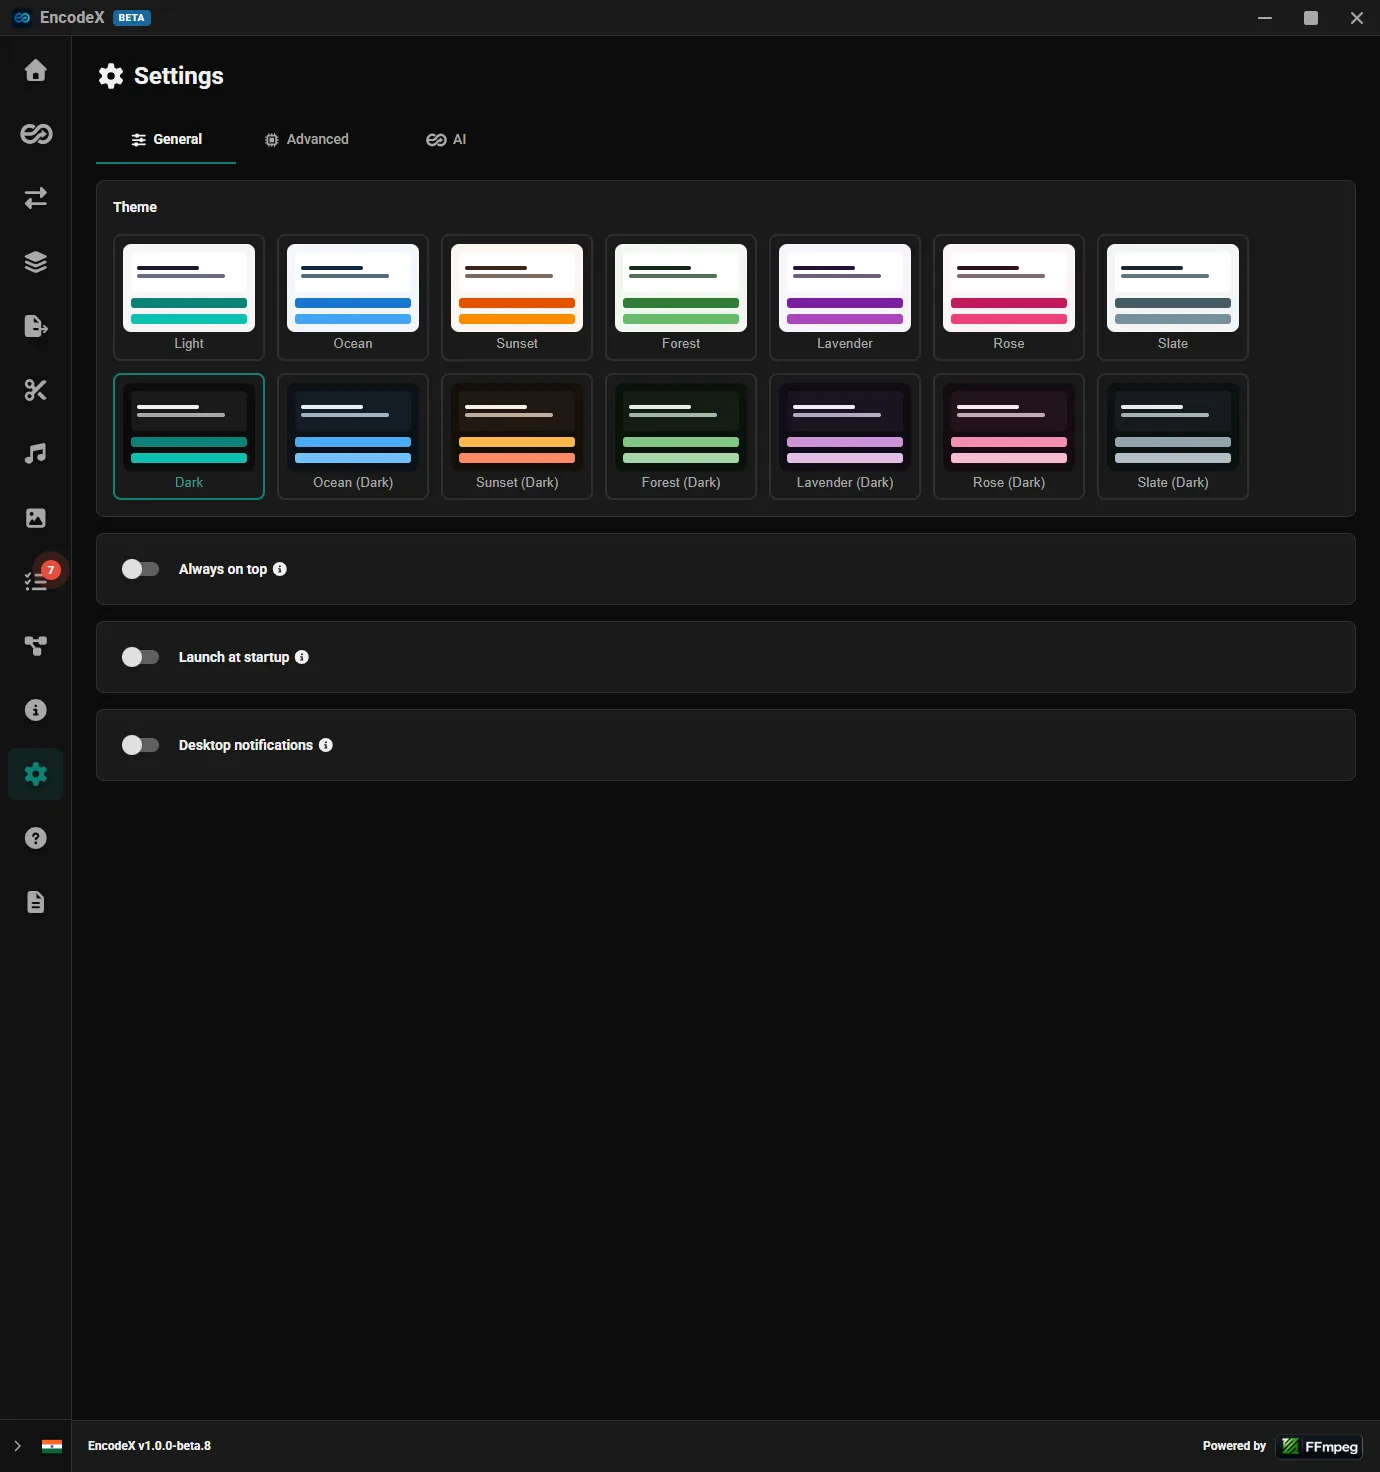 EncodeX BETA
Settings
General Advanced AI
Theme
Light Ocean Sunset Forest Lavender Rose Slate
Dark Ocean (Dark) Sunset (Dark) Forest (Dark) Lavender (Dark) Rose (Dark) Slate (Dark)
Always on top
7
Launch at startup
Desktop notifications
EncodeX v1.0.0-beta.8 Powered by FFmpeg